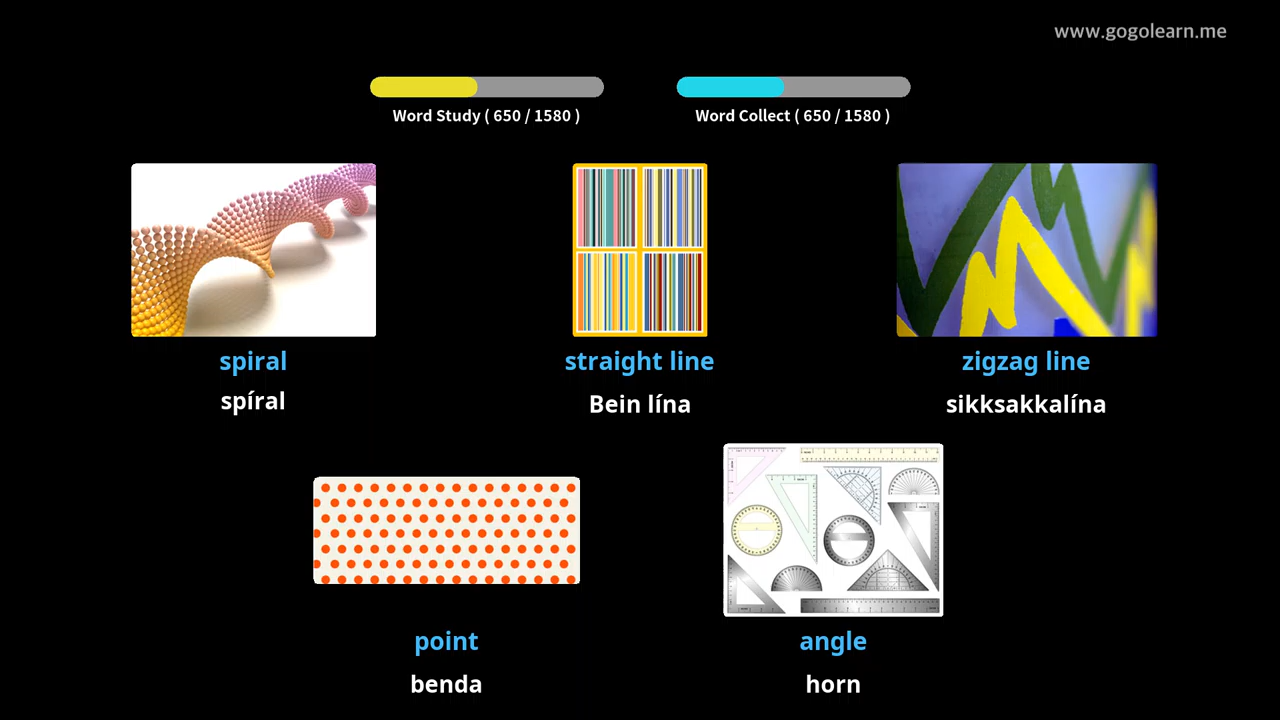 www.gogolearn.me
Word Study ( 650 / 1580 )
Word Collect ( 650 / 1580 )
spiral
spíral
straight line
Bein lína
zigzag line
sikksakkalína
point
benda
angle
horn